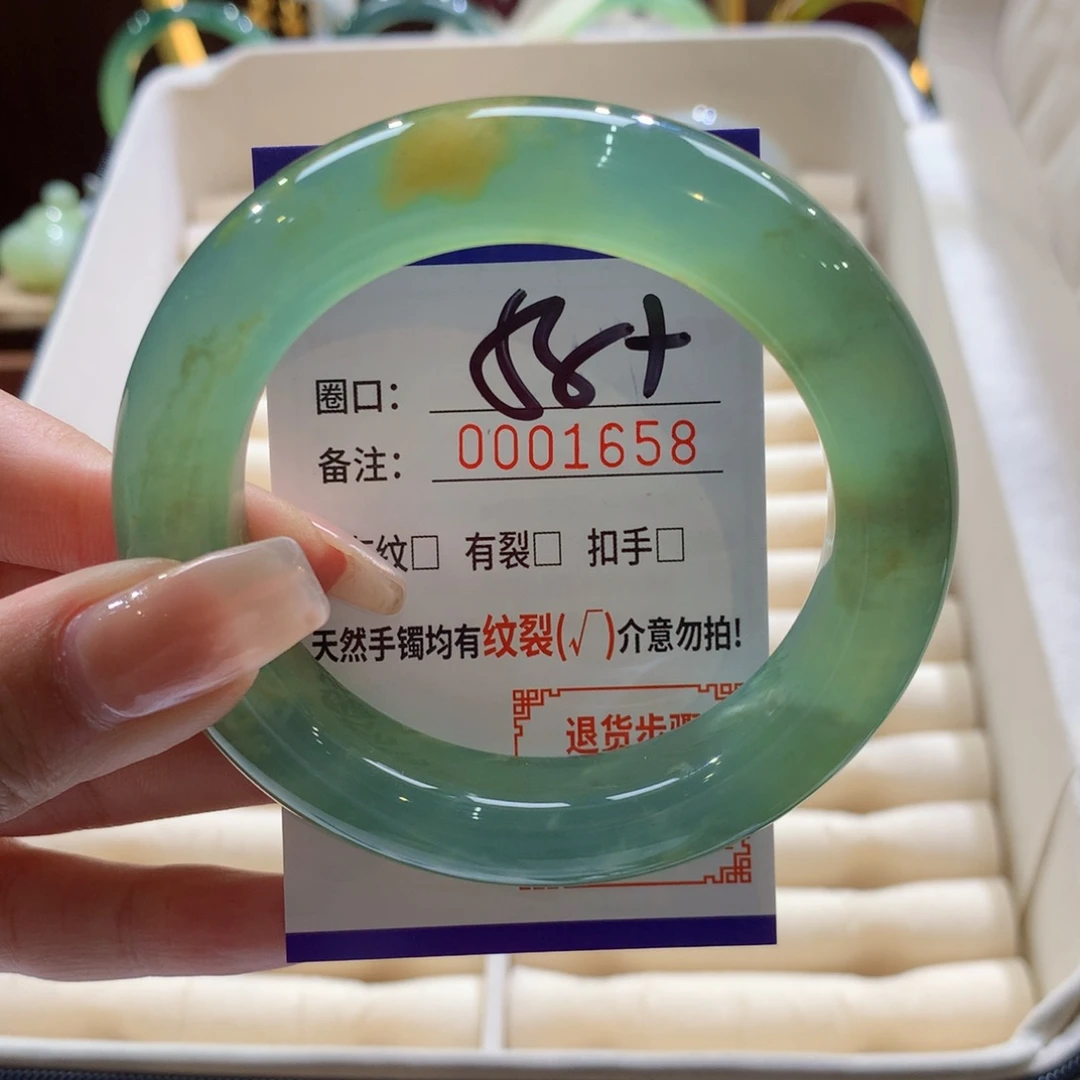 圈口: 58+
备注: 0001658
纹□ 有裂□ 扣手□
天然手镯均有纹裂(√)介意勿拍!
退货步骤